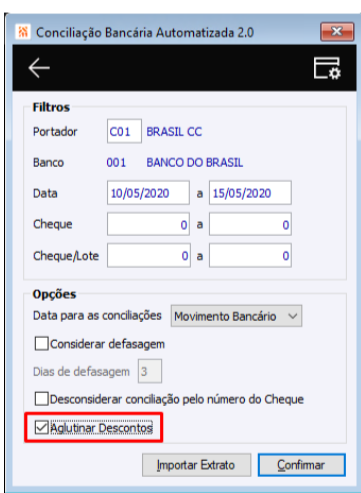 Conciliação Bancária Automatizada 2.0
Filtros
Portador C01 BRASIL CC
Banco 001 BANCO DO BRASIL
Data 10/05/2020 a 15/05/2020
Cheque 0 a 0
Cheque/Lote 0 a 0
Opções
Data para as conciliações Movimento Bancário
Considerar defasagem
Dias de defasagem 3
Desconsiderar conciliação pelo número do Cheque
Aglutinar Descontos
Importar Extrato Confirmar